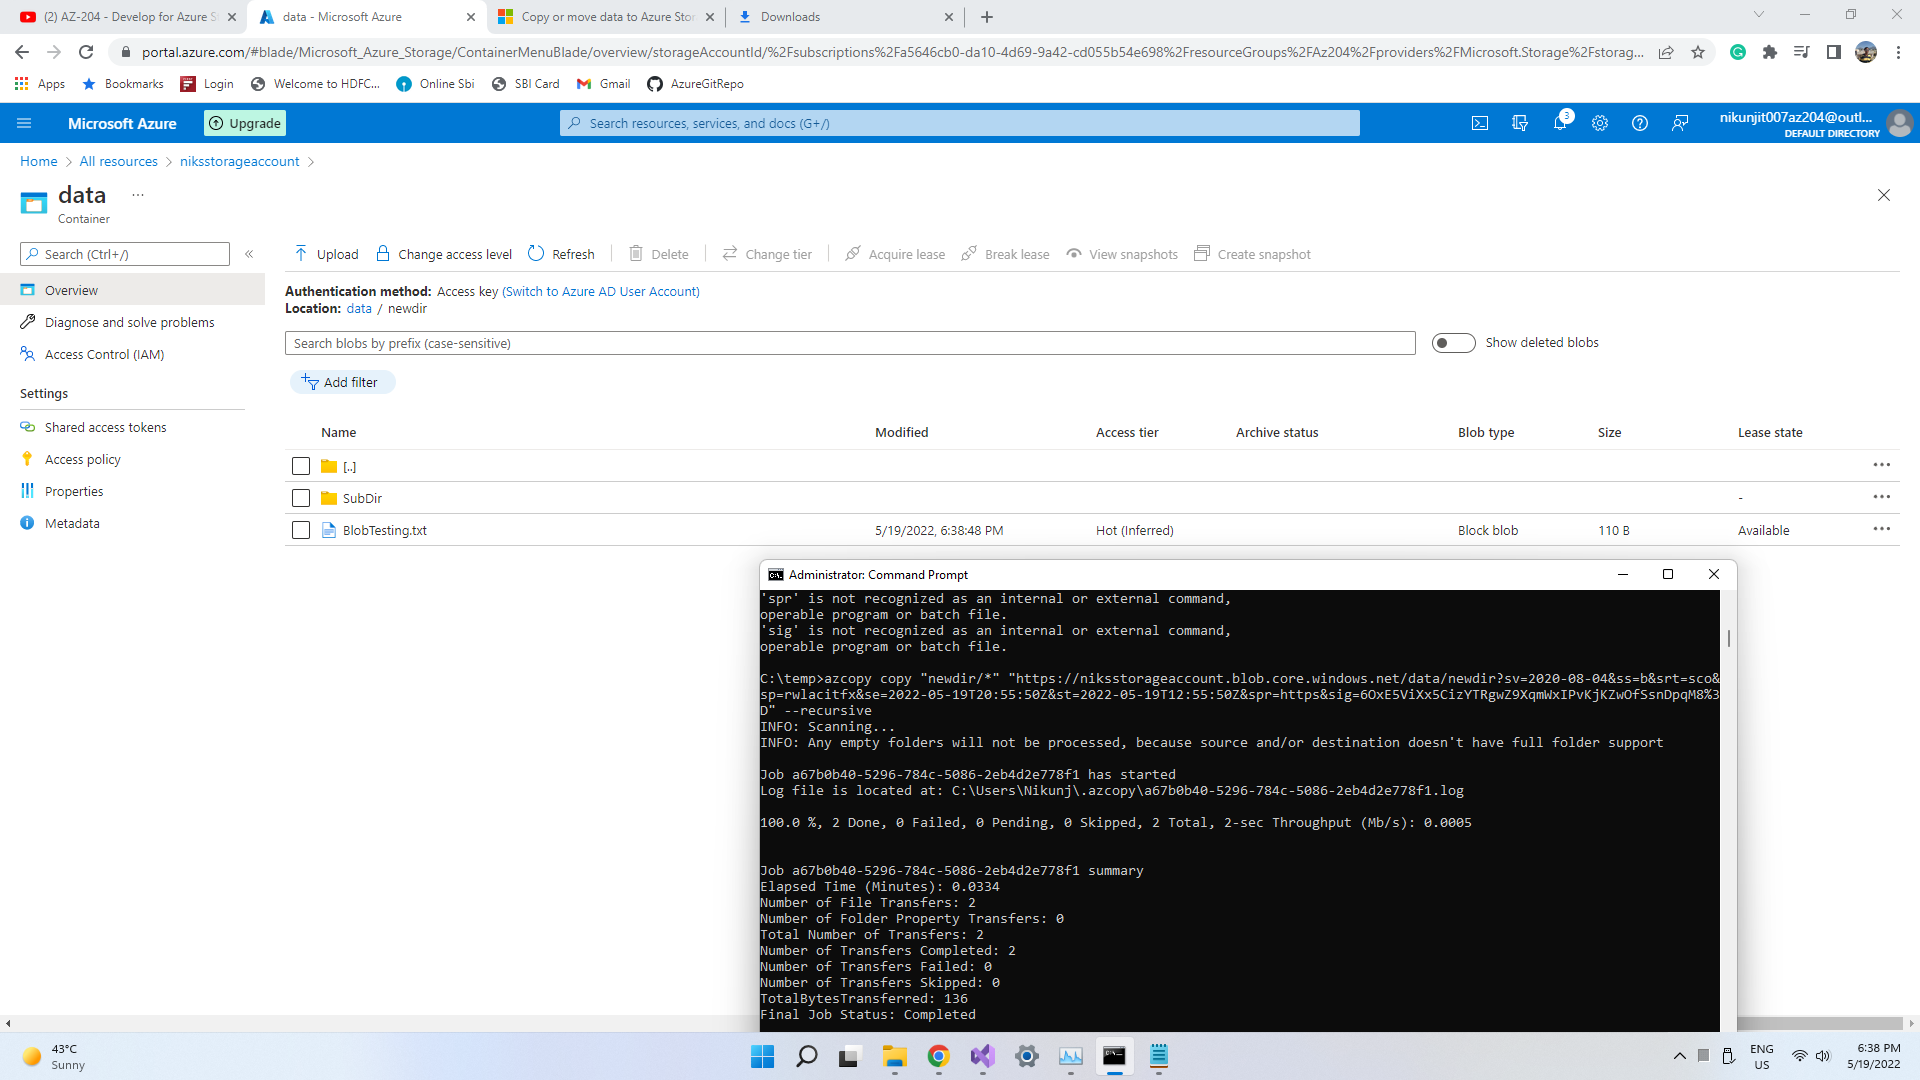 (2) AZ-204 - Develop for Azure S
data - Microsoft Azure
Copy or move data to Azure Stor
Downloads
portal.azure.com/#blade/Microsoft_Azure_Storage/ContainerMenuBlade/overview/storageAccountId/%2Fsubscriptions%2Fa5646cb0-da10-4d69-9a42-cd055b54e698%2FresourceGroups%2FAz204%2Fproviders%2FMicrosoft.Storage%2Fstorag...
Apps
Bookmarks
Login
Welcome to HDFC...
Online Sbi
SBI Card
Gmail
AzureGitRepo
Microsoft Azure
Upgrade
Search resources, services, and docs (G+/)
3
nikunjit007az204@outl...
DEFAULT DIRECTORY
Home > All resources > niksstorageaccount >
data ...
Container
Search (Ctrl+/)
«
Overview
Diagnose and solve problems
Access Control (IAM)
Settings
Shared access tokens
Access policy
Properties
Metadata
Upload
Change access level
Refresh
Delete
Change tier
Acquire lease
Break lease
View snapshots
Create snapshot
Authentication method: Access key (Switch to Azure AD User Account)
Location: data / newdir
Search blobs by prefix (case-sensitive)
Show deleted blobs
Add filter
Name Modified Access tier Archive status Blob type Size Lease state
[..]
SubDir -
BlobTesting.txt 5/19/2022, 6:38:48 PM Hot (Inferred) Block blob 110 B Available
Administrator: Command Prompt
'spr' is not recognized as an internal or external command,
operable program or batch file.
'sig' is not recognized as an internal or external command,
operable program or batch file.
C:\temp>azcopy copy "newdir/*" "https://niksstorageaccount.blob.core.windows.net/data/newdir?sv=2020-08-04&ss=b&srt=sco&
sp=rwlacitfx&se=2022-05-19T20:55:50Z&st=2022-05-19T12:55:50Z&spr=https&sig=6OxE5ViXx5CizYTRgwZ9XqmWxIPvKjKZwOfSsnDpqM8%3
D" --recursive
INFO: Scanning...
INFO: Any empty folders will not be processed, because source and/or destination doesn't have full folder support
Job a67b0b40-5296-784c-5086-2eb4d2e778f1 has started
Log file is located at: C:\Users\Nikunj\.azcopy\a67b0b40-5296-784c-5086-2eb4d2e778f1.log
100.0 %, 2 Done, 0 Failed, 0 Pending, 0 Skipped, 2 Total, 2-sec Throughput (Mb/s): 0.0005
Job a67b0b40-5296-784c-5086-2eb4d2e778f1 summary
Elapsed Time (Minutes): 0.0334
Number of File Transfers: 2
Number of Folder Property Transfers: 0
Total Number of Transfers: 2
Number of Transfers Completed: 2
Number of Transfers Failed: 0
Number of Transfers Skipped: 0
TotalBytesTransferred: 136
Final Job Status: Completed
43°C
Sunny
ENG
US
6:38 PM
5/19/2022